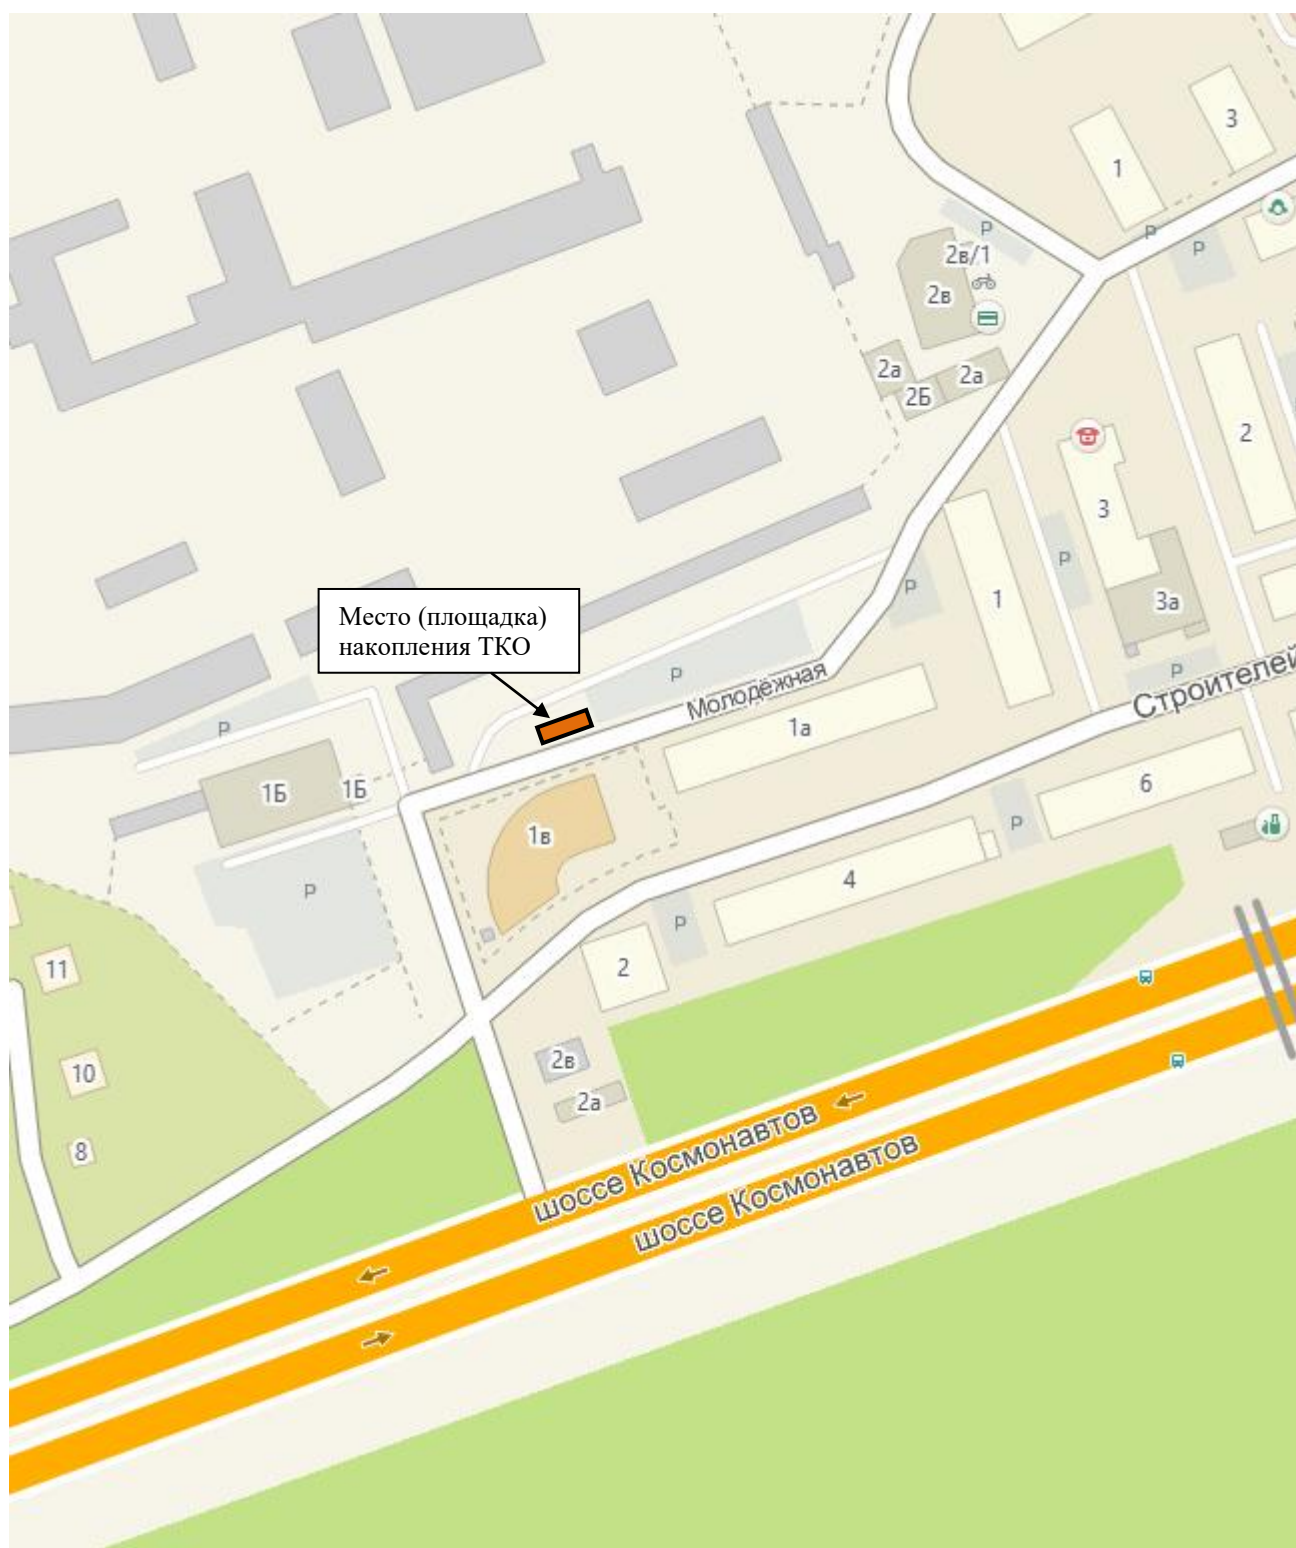 3
1
P
P
P
2в/1
2в
2а
2а
2Б
2
3
P
P
1
3а
Место (площадка)
накопления ТКО
P
P
Строителей
Молодёжная
P
1а
1Б
1Б
6
P
1в
4
P
P
2
11
2в
10
2а
8
шоссе Космонавтов
шоссе Космонавтов